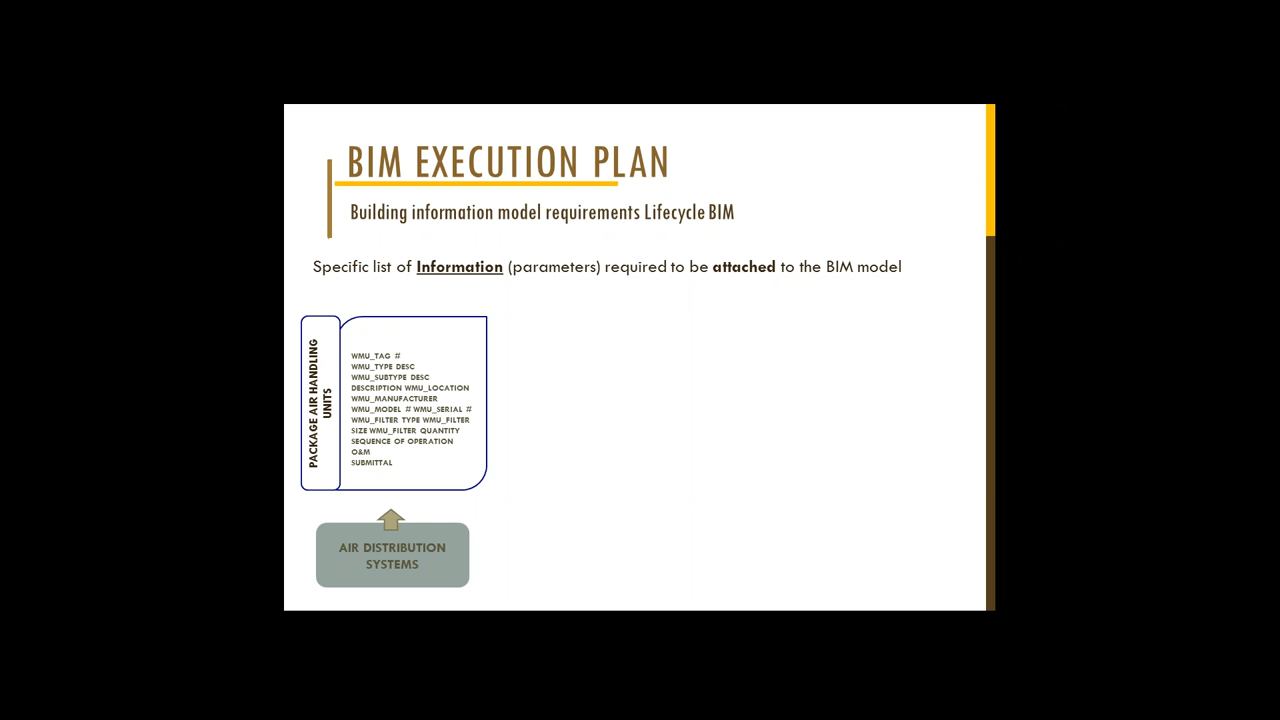 BIM EXECUTION PLAN
Building information model requirements Lifecycle BIM
Specific list of Information (parameters) required to be attached to the BIM model
PACKAGE AIR HANDLING
UNITS
WMU_TAG #
WMU_TYPE DESC
WMU_SUBTYPE DESC
DESCRIPTION WMU_LOCATION
WMU_MANUFACTURER
WMU_MODEL # WMU_SERIAL #
WMU_FILTER TYPE WMU_FILTER
SIZE WMU_FILTER QUANTITY
SEQUENCE OF OPERATION
O&M
SUBMITTAL
AIR DISTRIBUTION
SYSTEMS